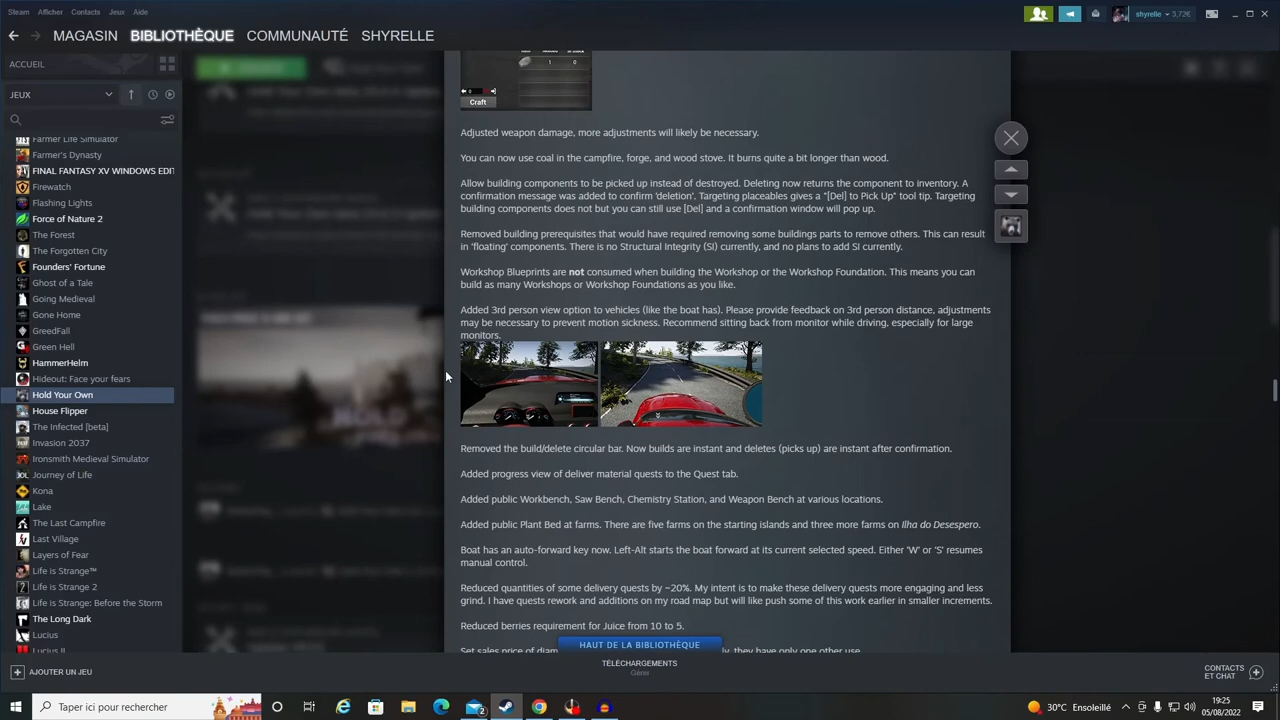 Steam Afficher Contacts Jeux Aide
shyrelle 3,72€
MAGASIN BIBLIOTHÈQUE COMMUNAUTÉ SHYRELLE
ACCUEIL
JEUX
Farmer Life Simulator
Farmer's Dynasty
FINAL FANTASY XV WINDOWS EDIT
Firewatch
Flashing Lights
Force of Nature 2
The Forest
The Forgotten City
Founders' Fortune
Ghost of a Tale
Going Medieval
Gone Home
GreedFall
Green Hell
HammerHelm
Hideout: Face your fears
Hold Your Own
House Flipper
The Infected [beta]
Invasion 2037
Ironsmith Medieval Simulator
Journey of Life
Kona
Lake
The Last Campfire
Last Village
Layers of Fear
Life is Strange™
Life is Strange 2
Life is Strange: Before the Storm
The Long Dark
Lucius
Lucius II
AJOUTER UN JEU
1 0
0
Craft
Adjusted weapon damage, more adjustments will likely be necessary.
You can now use coal in the campfire, forge, and wood stove. It burns quite a bit longer than wood.
Allow building components to be picked up instead of destroyed. Deleting now returns the component to inventory. A
confirmation message was added to confirm 'deletion'. Targeting placeables gives a "[Del] to Pick Up" tool tip. Targeting
building components does not but you can still use [Del] and a confirmation window will pop up.
Removed building prerequisites that would have required removing some buildings parts to remove others. This can result
in 'floating' components. There is no Structural Integrity (SI) currently, and no plans to add SI currently.
Workshop Blueprints are not consumed when building the Workshop or the Workshop Foundation. This means you can
build as many Workshops or Workshop Foundations as you like.
Added 3rd person view option to vehicles (like the boat has). Please provide feedback on 3rd person distance, adjustments
may be necessary to prevent motion sickness. Recommend sitting back from monitor while driving, especially for large
monitors.
Removed the build/delete circular bar. Now builds are instant and deletes (picks up) are instant after confirmation.
Added progress view of deliver material quests to the Quest tab.
Added public Workbench, Saw Bench, Chemistry Station, and Weapon Bench at various locations.
Added public Plant Bed at farms. There are five farms on the starting islands and three more farms on Ilha do Desespero.
Boat has an auto-forward key now. Left-Alt starts the boat forward at its current selected speed. Either 'W' or 'S' resumes
manual control.
Reduced quantities of some delivery quests by ~20%. My intent is to make these delivery quests more engaging and less
grind. I have quests rework and additions on my road map but will like push some of this work earlier in smaller increments.
Reduced berries requirement for Juice from 10 to 5.
HAUT DE LA BIBLIOTHÈQUE
Set sales price of diam they have only one other use
TÉLÉCHARGEMENTS
Gérer
CONTACTS
ET CHAT
Taper ici pour rechercher
2
30°C Ensoleillé
19:25
05/08/2022